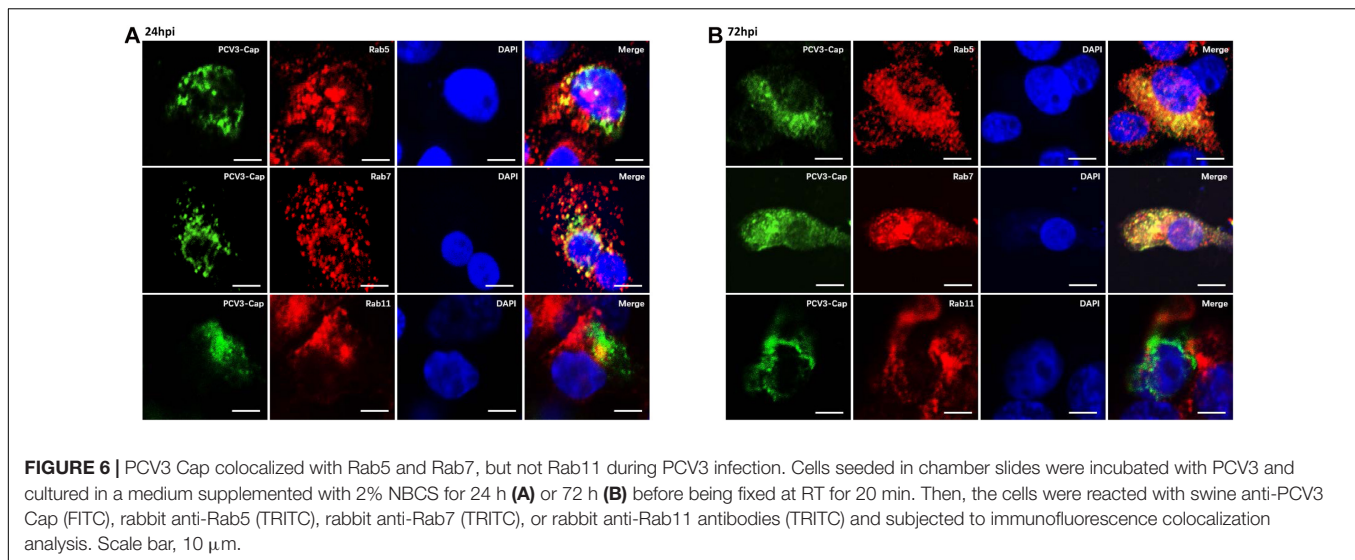 A 24hpi
PCV3-Cap Rab5 DAPI Merge
PCV3-Cap Rab7 DAPI Merge
PCV3-Cap Rab11 DAPI Merge
B 72hpi
PCV3-Cap Rab5 DAPI Merge
PCV3-Cap Rab7 DAPI Merge
PCV3-Cap Rab11 DAPI Merge
FIGURE 6 | PCV3 Cap colocalized with Rab5 and Rab7, but not Rab11 during PCV3 infection. Cells seeded in chamber slides were incubated with PCV3 and
cultured in a medium supplemented with 2% NBCS for 24 h (A) or 72 h (B) before being fixed at RT for 20 min. Then, the cells were reacted with swine anti-PCV3
Cap (FITC), rabbit anti-Rab5 (TRITC), rabbit anti-Rab7 (TRITC), or rabbit anti-Rab11 antibodies (TRITC) and subjected to immunofluorescence colocalization
analysis. Scale bar, 10 μm.